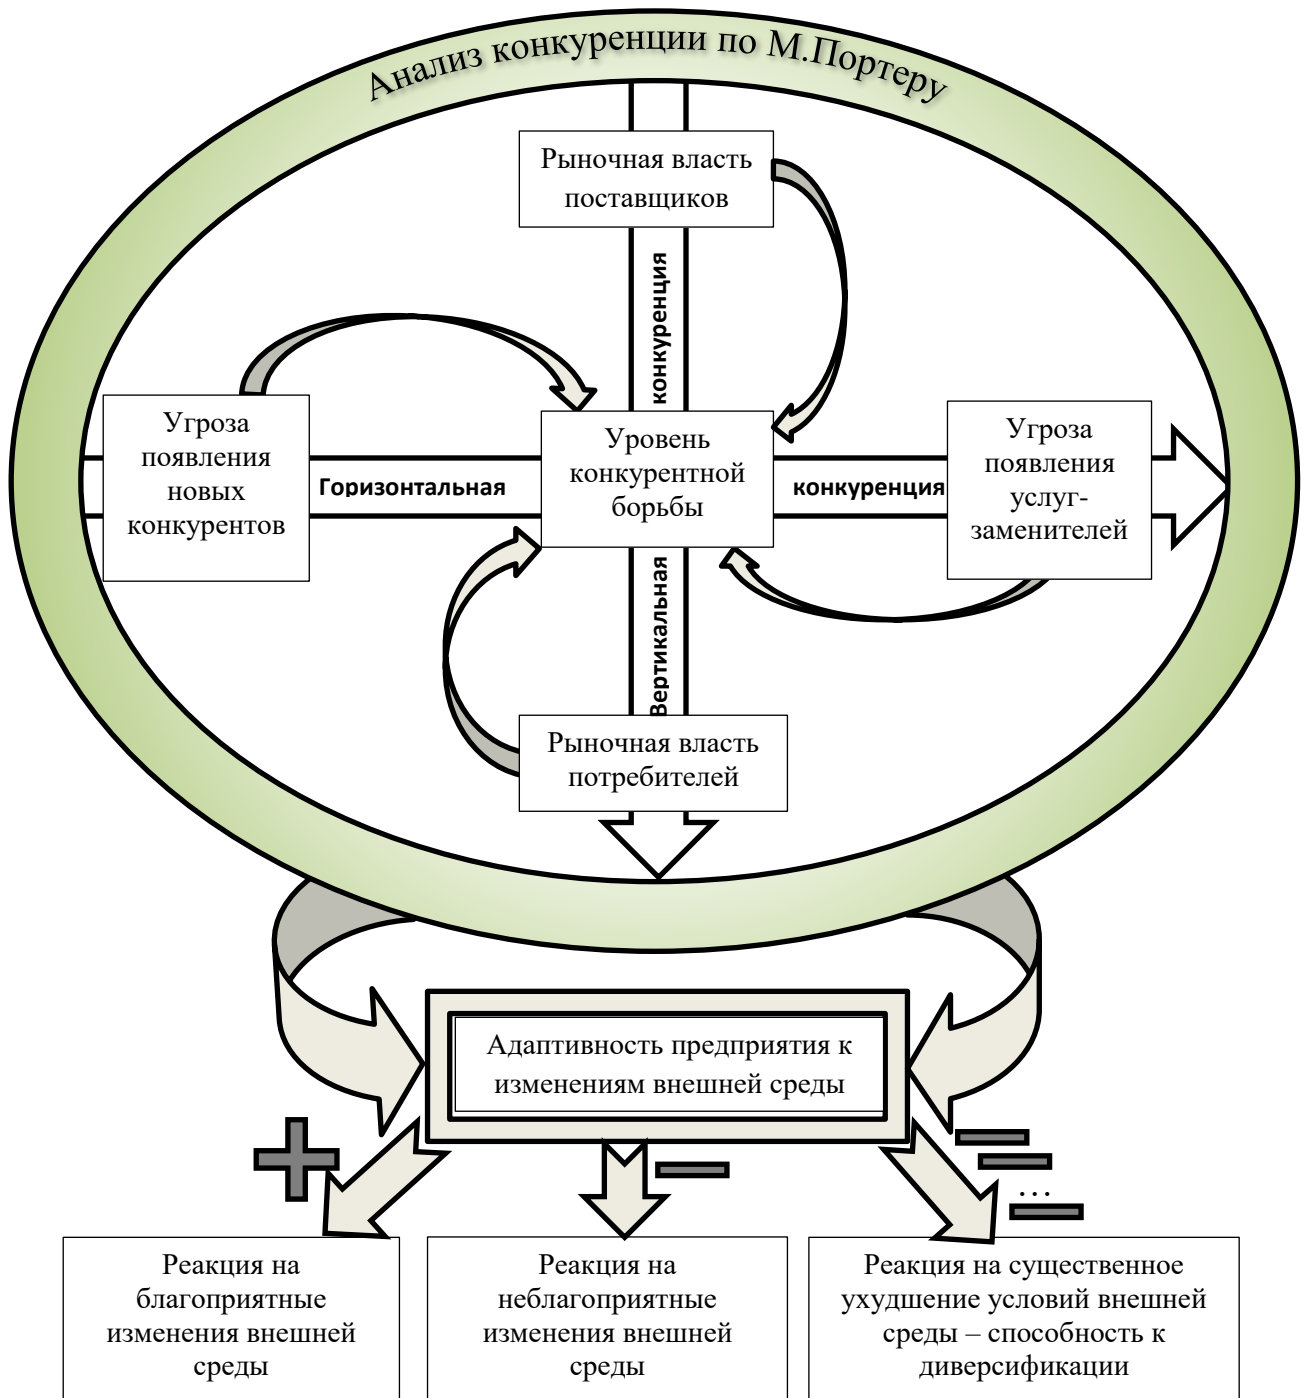 Анализ конкуренции по М.Портеру
Рыночная власть
поставщиков
конкуренция
Угроза
появления
новых
конкурентов
Горизонтальная
Уровень
конкурентной
борьбы
конкуренция
Угроза
появления
услуг-
заменителей
Вертикальная
Рыночная власть
потребителей
Адаптивность предприятия к
изменениям внешней среды
...
Реакция на
благоприятные
изменения внешней
среды
Реакция на
неблагоприятные
изменения внешней
среды
Реакция на существенное
ухудшение условий внешней
среды – способность к
диверсификации